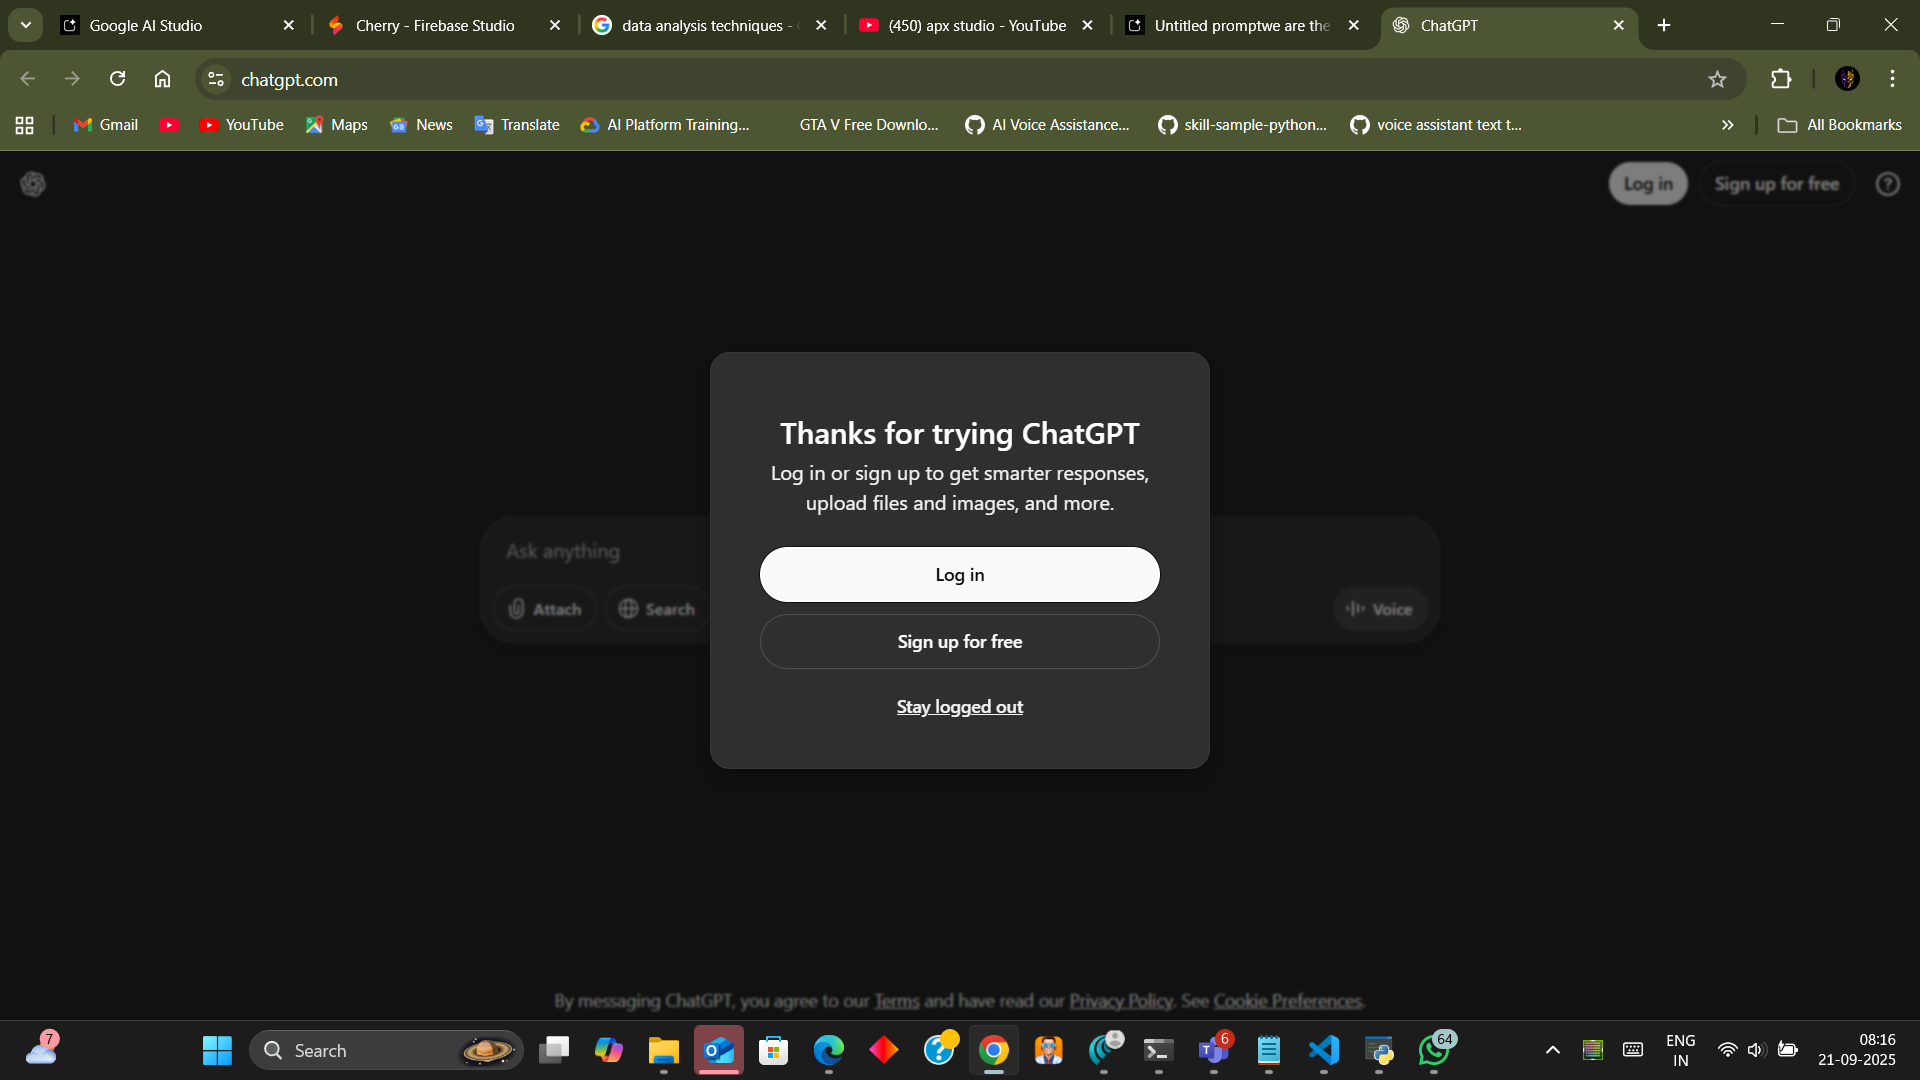 Google AI Studio
Cherry - Firebase Studio
data analysis techniques -
(450) apx studio - YouTube
Untitled promptwe are the
ChatGPT
chatgpt.com
Gmail
YouTube
Maps
News
Translate
AI Platform Training...
GTA V Free Downlo...
AI Voice Assistance...
skill-sample-python...
voice assistant text t...
All Bookmarks
Log in
Sign up for free
Thanks for trying ChatGPT
Log in or sign up to get smarter responses,
upload files and images, and more.
Ask anything
Log in
Attach
Search
Voice
Sign up for free
Stay logged out
By messaging ChatGPT, you agree to our Terms and have read our Privacy Policy. See Cookie Preferences.
7
Search
6
64
ENG
IN
08:16
21-09-2025